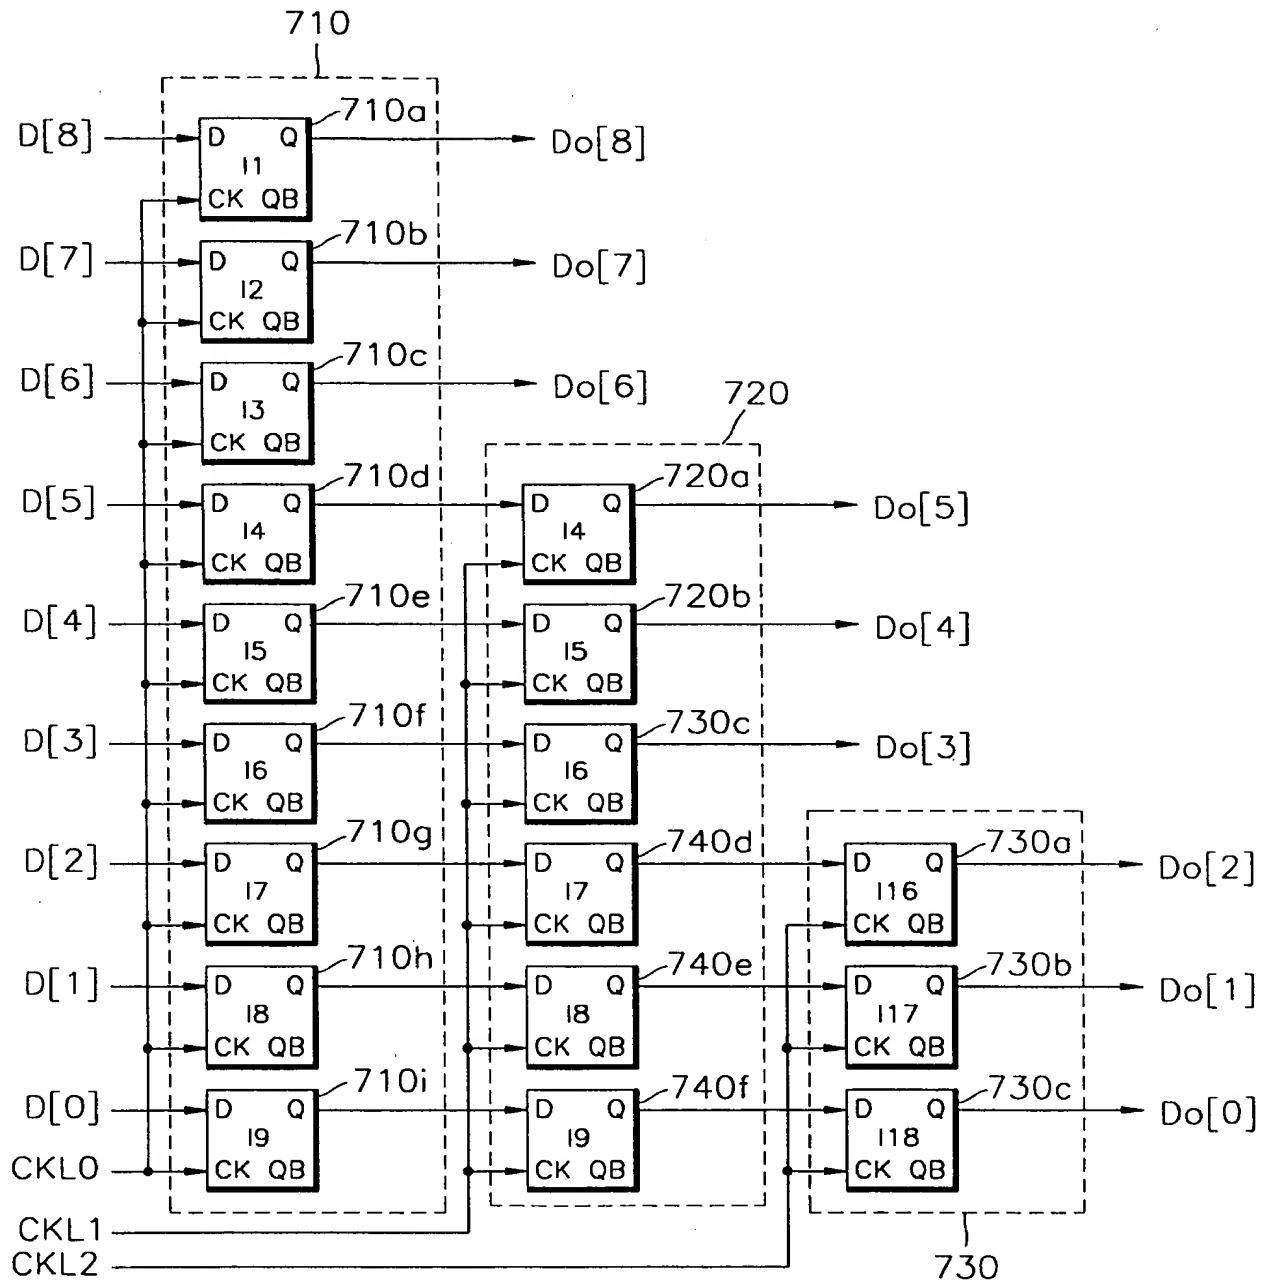 710
D[8] D Q 710a Do[8]
I1
CK QB
D[7] D Q 710b Do[7]
I2
CK QB
D[6] D Q 710c Do[6]
I3
CK QB
720
D[5] D Q 710d D Q 720a Do[5]
I4 I4
CK QB CK QB
D[4] D Q 710e D Q 720b Do[4]
I5 I5
CK QB CK QB
D[3] D Q 710f D Q 730c Do[3]
I6 I6
CK QB CK QB
D[2] D Q 710g D Q 740d D Q 730a Do[2]
I7 I7 I16
CK QB CK QB CK QB
D[1] D Q 710h D Q 740e D Q 730b Do[1]
I8 I8 I17
CK QB CK QB CK QB
D[0] D Q 710i D Q 740f D Q 730c Do[0]
I9 I9 I18
CKL0 CK QB CK QB CK QB
CKL1
CKL2
730